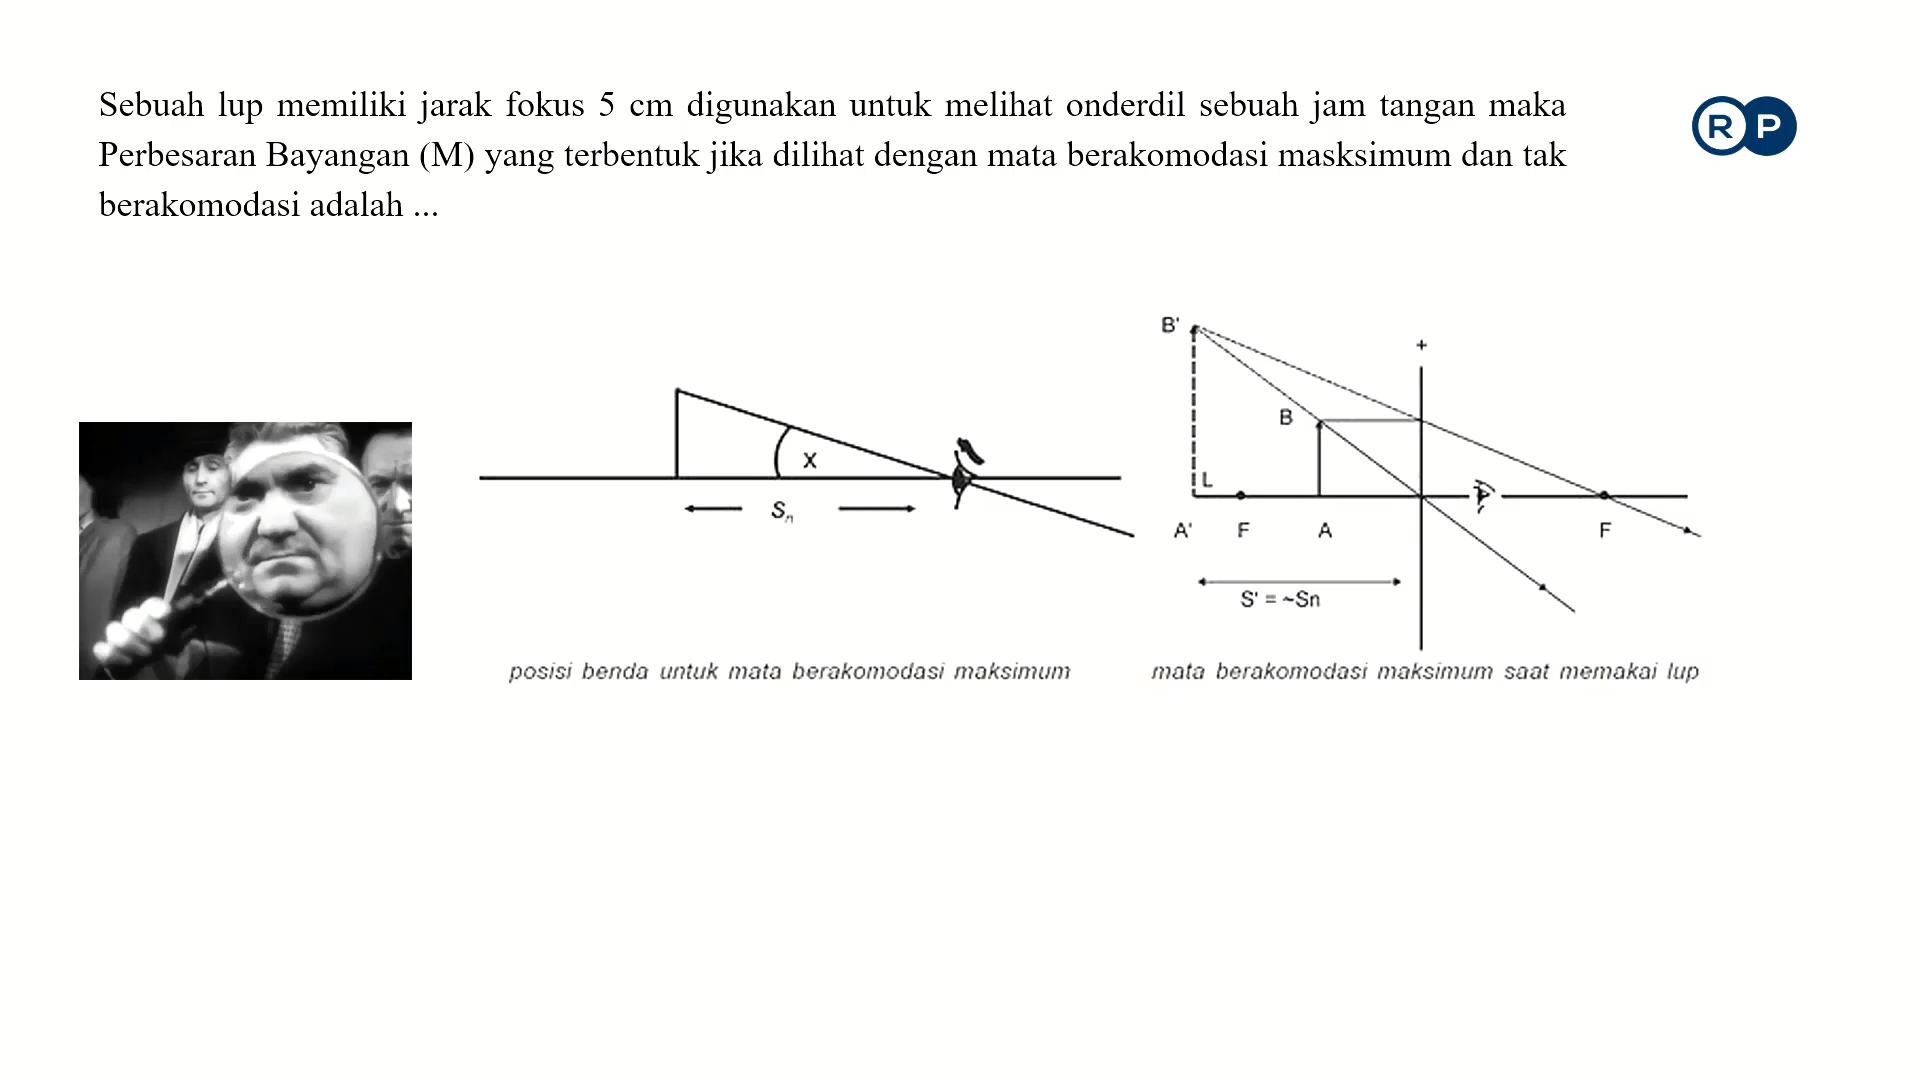 Sebuah lup memiliki jarak fokus 5 cm digunakan untuk melihat onderdil sebuah jam tangan maka
Perbesaran Bayangan (M) yang terbentuk jika dilihat dengan mata berakomodasi masksimum dan tak
berakomodasi adalah ...
R P
B'
+
B
x
L
Sn
A' F A F
S' = ~Sn
posisi benda untuk mata berakomodasi maksimum
mata berakomodasi maksimum saat memakai lup